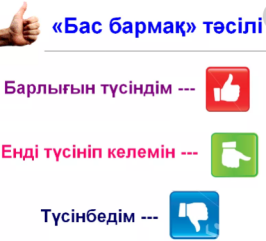 «Бас бармақ» тәсілі
Барлығын түсіндім ---
Енді түсініп келемін ---
Түсінбедім ---